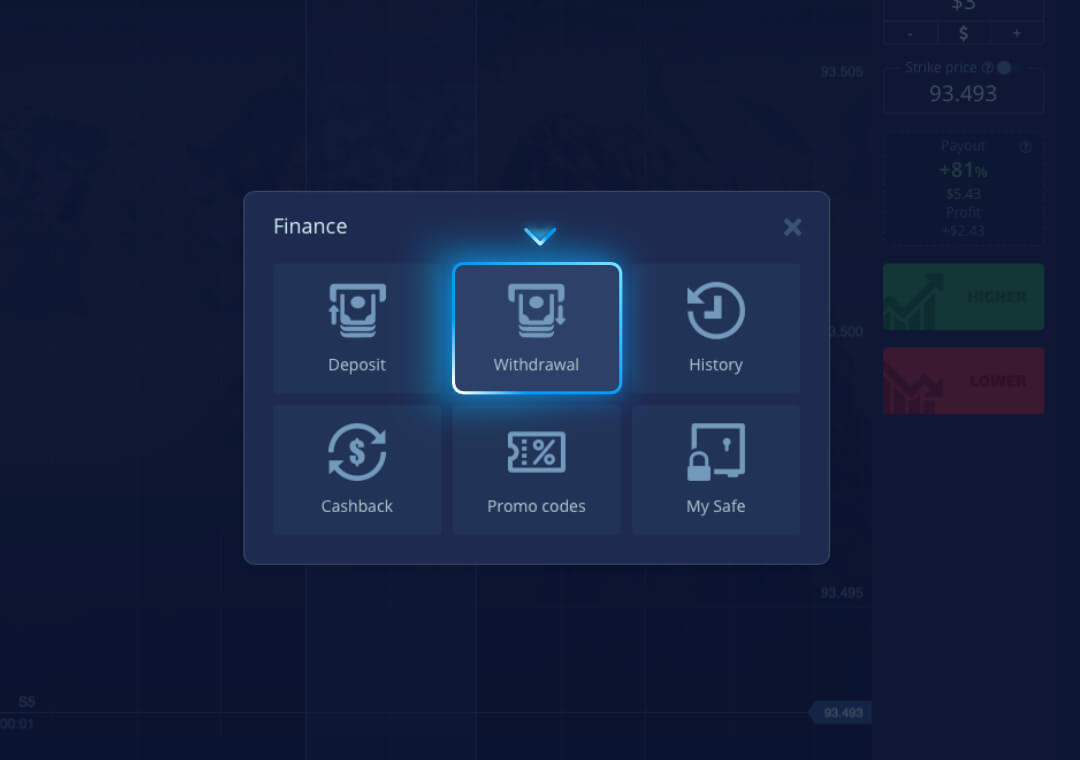 $3
- $ +
93.505
Strike price
93.493
Payout
+81%
$5.43
Profit
+$2.43
Finance
HIGHER
Deposit
Withdrawal
History
3.500
LOWER
$
%
Cashback
Promo codes
My Safe
93.495
S5
00:01
93.493